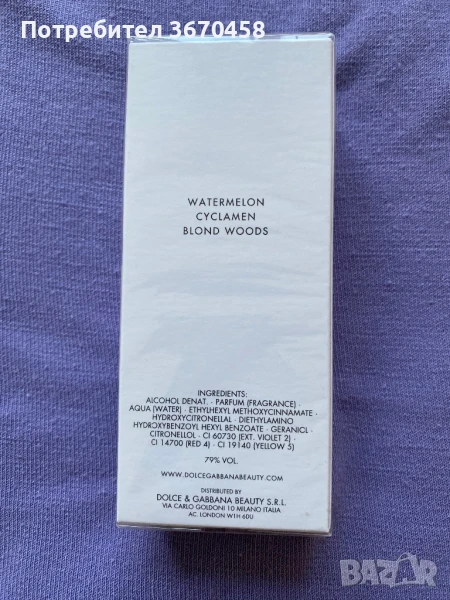 Потребител 3670458
WATERMELON
CYCLAMEN
BLOND WOODS
INGREDIENTS:
ALCOHOL DENAT. · PARFUM (FRAGRANCE) ·
AQUA (WATER) · ETHYLHEXYL METHOXYCINNAMATE ·
HYDROXYCITRONELLAL · DIETHYLAMINO
HYDROXYBENZOYL HEXYL BENZOATE · GERANICL ·
CITRONELLOL · CI 60730 (EXT. VIOLET 2) ·
CI 14700 (RED 4) · CI 19140 (YELLOW 5)
79% VOL.
WWW.DOLCEGABBANABEAUTY.COM
DISTRIBUTED BY
DOLCE & GABBANA BEAUTY S.R.L.
VIA CARLO GOLDONI 10 MILANO ITALIA
AC. LONDON W1H 6DU
BAZAR